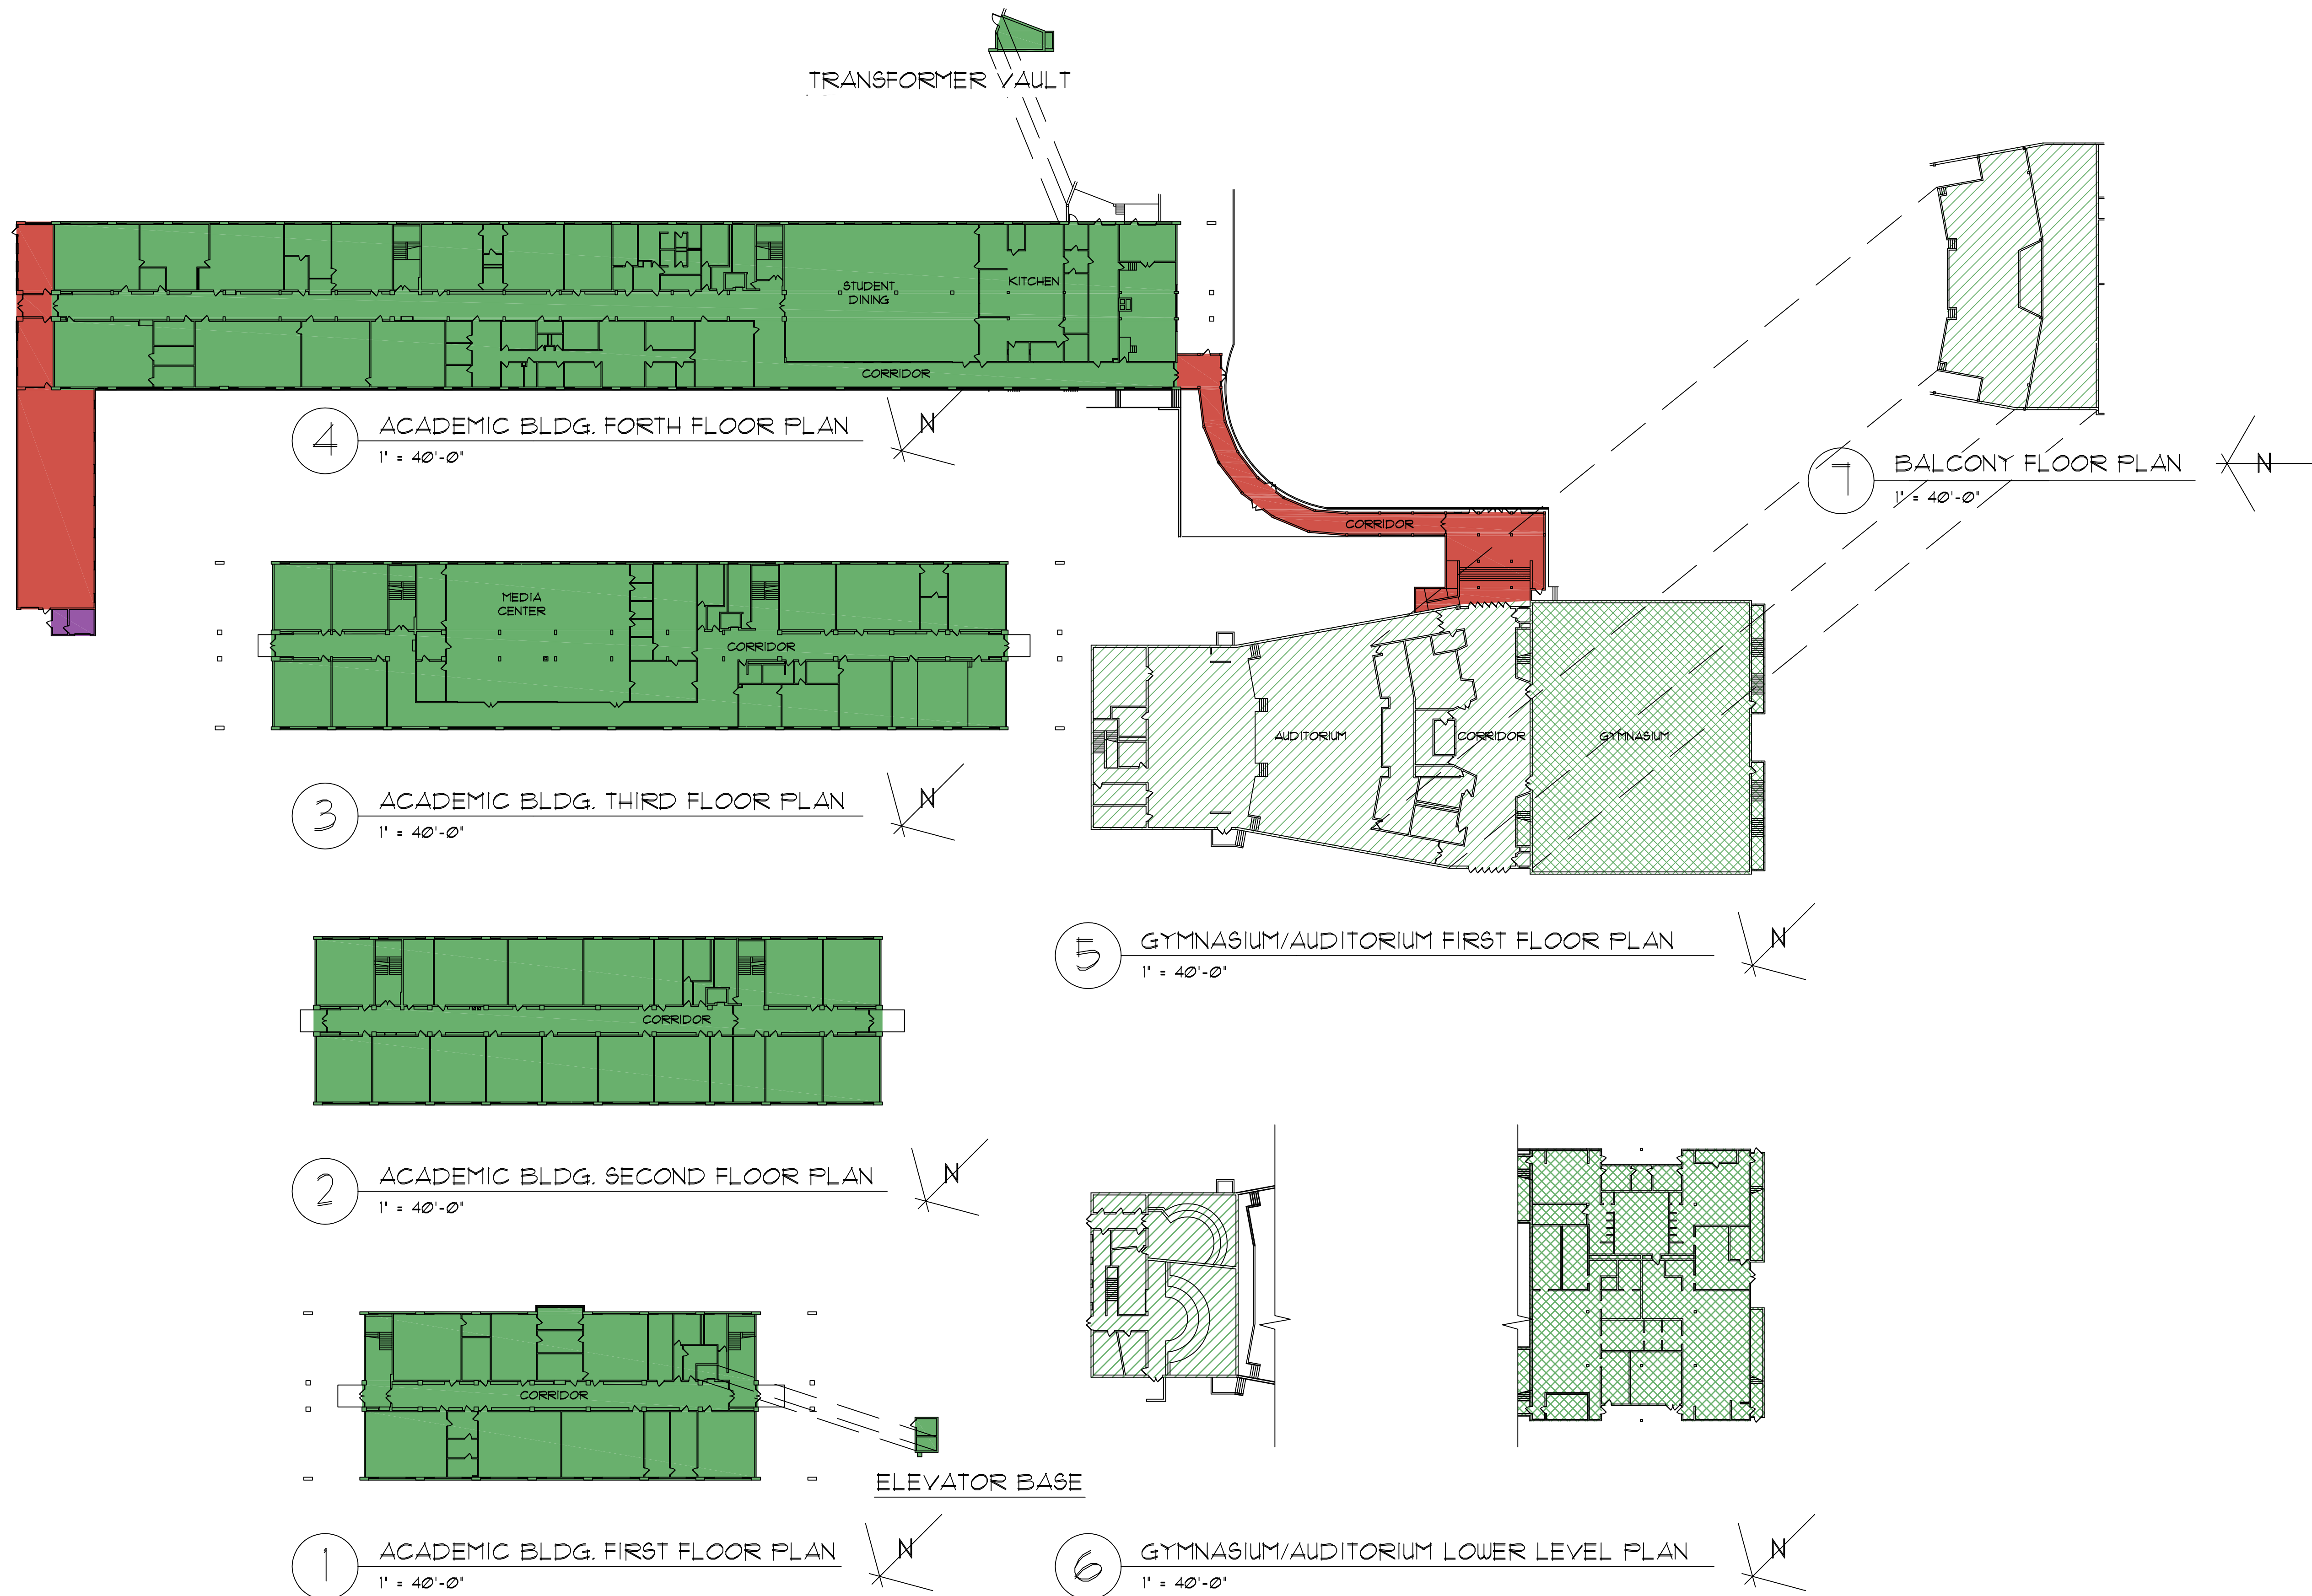 TRANSFORMER VAULT
STUDENT
DINING
KITCHEN
CORRIDOR
4 ACADEMIC BLDG. FORTH FLOOR PLAN
1" = 40'-0"
N
7 BALCONY FLOOR PLAN
1" = 40'-0"
N
CORRIDOR
MEDIA
CENTER
CORRIDOR
3 ACADEMIC BLDG. THIRD FLOOR PLAN
1" = 40'-0"
N
AUDITORIUM
CORRIDOR
GYMNASIUM
5 GYMNASIUM/AUDITORIUM FIRST FLOOR PLAN
1" = 40'-0"
N
CORRIDOR
2 ACADEMIC BLDG. SECOND FLOOR PLAN
1" = 40'-0"
N
CORRIDOR
ELEVATOR BASE
1 ACADEMIC BLDG. FIRST FLOOR PLAN
1" = 40'-0"
N
6 GYMNASIUM/AUDITORIUM LOWER LEVEL PLAN
1" = 40'-0"
N